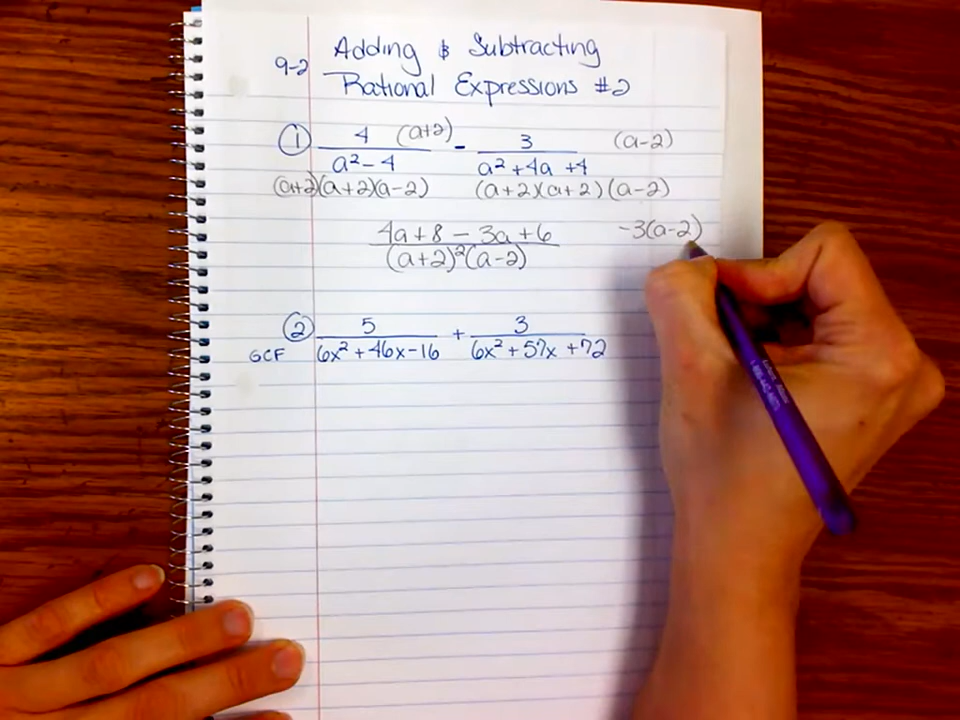 9-2 Adding & Subtracting
Rational Expressions #2
① 4 (a+2) - 3 (a-2)
a² - 4 a² + 4a + 4
(a+2)(a+2)(a-2) (a+2)(a+2)(a-2)
4a + 8 - 3a + 6 -3(a-2)
(a+2)²(a-2)
② 5 + 3
GCF 6x² + 46x - 16 6x² + 57x + 72